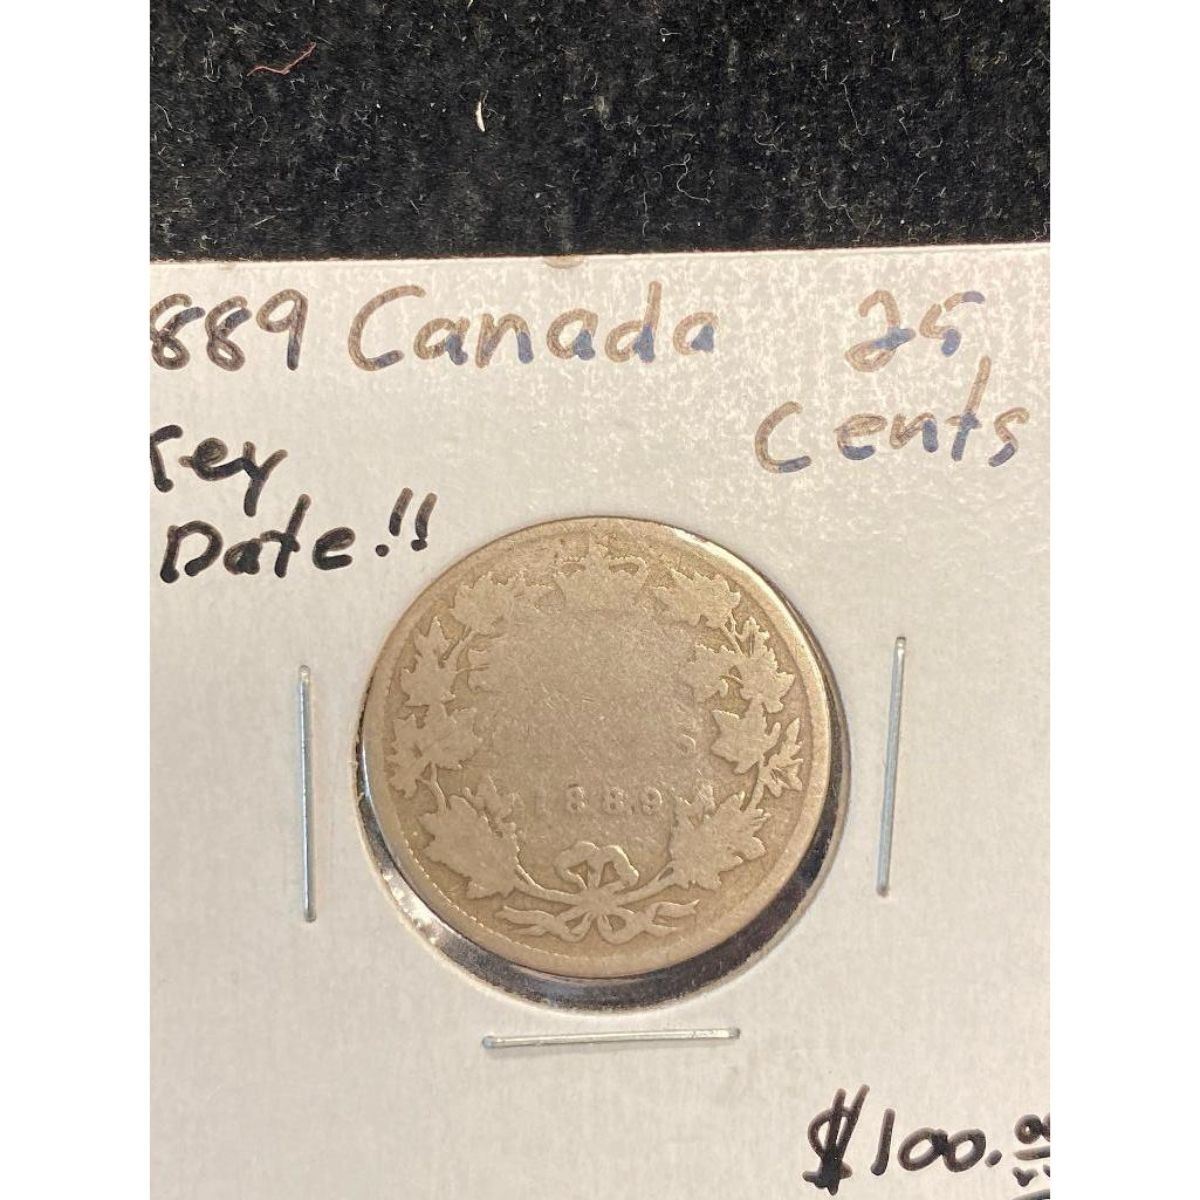 889 Canada 25
Cents
Key
Date!!
1889
$100.00